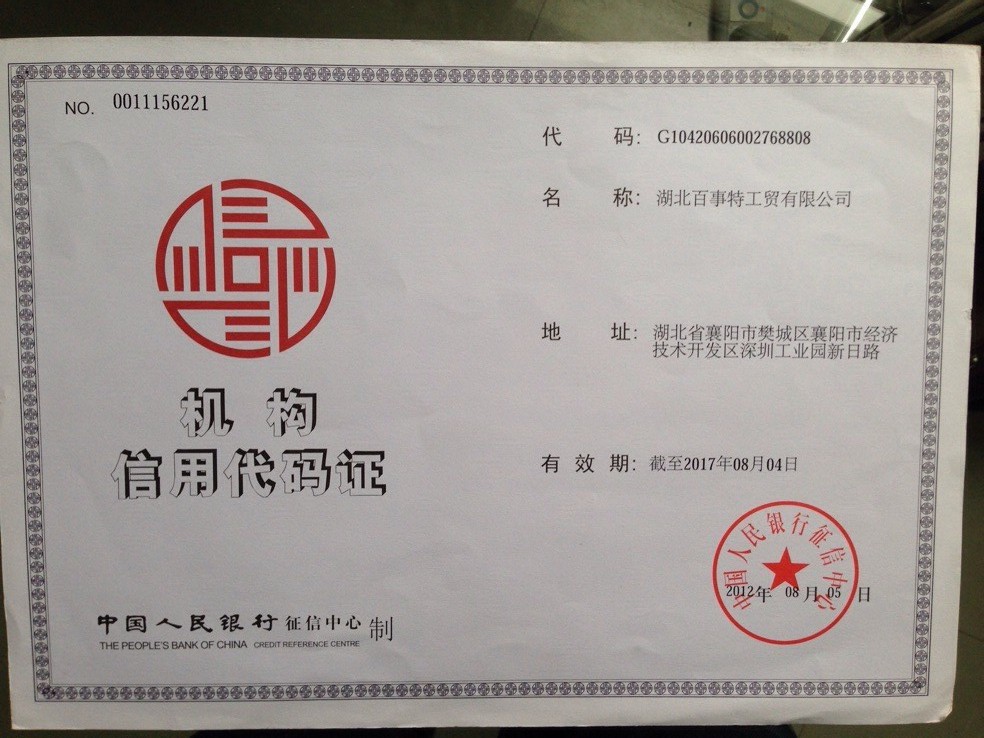 NO. 0011156221
机构
信用代码证
中国人民银行征信中心制
THE PEOPLE'S BANK OF CHINA CREDIT REFERENCE CENTRE
代码：G10420606002768808
名称：湖北百事特工贸有限公司
地址：湖北省襄阳市樊城区襄阳市经济
技术开发区深圳工业园新日路
有效期：截至2017年08月04日
中国人民银行征信中心
2012年 08月 05日